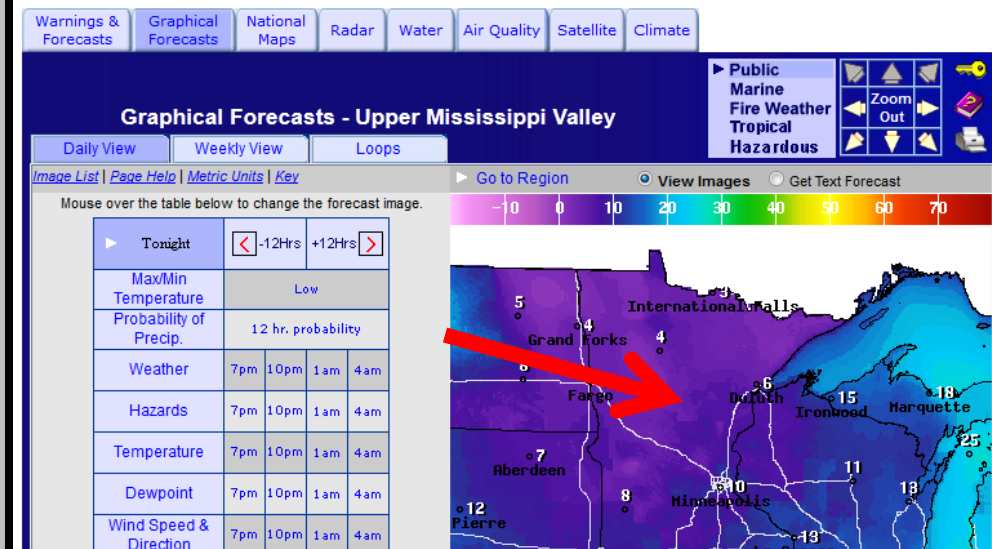 Warnings & Forecasts
Graphical Forecasts
National Maps
Radar
Water
Air Quality
Satellite
Climate
Graphical Forecasts - Upper Mississippi Valley
Public
Marine
Fire Weather
Tropical
Hazardous
Zoom
Out
Daily View
Weekly View
Loops
Image List | Page Help | Metric Units | Key
Go to Region
View Images
Get Text Forecast
Mouse over the table below to change the forecast image.
Tonight
-12Hrs
+12Hrs
Max/Min
Temperature
Low
Probability of
Precip.
12 hr. probability
Weather 7pm 10pm 1am 4am
Hazards 7pm 10pm 1am 4am
Temperature 7pm 10pm 1am 4am
Dewpoint 7pm 10pm 1am 4am
Wind Speed &
Direction
7pm 10pm 1am 4am
-10 0 10 20 30 40 50 60 70
3
International Falls
5
4
Grand Forks
4
Fargo
6
Duluth
15
Ironwood
18
Marquette
25
7
Aberdeen
11
13
10
Minneapolis
8
12
Pierre
13